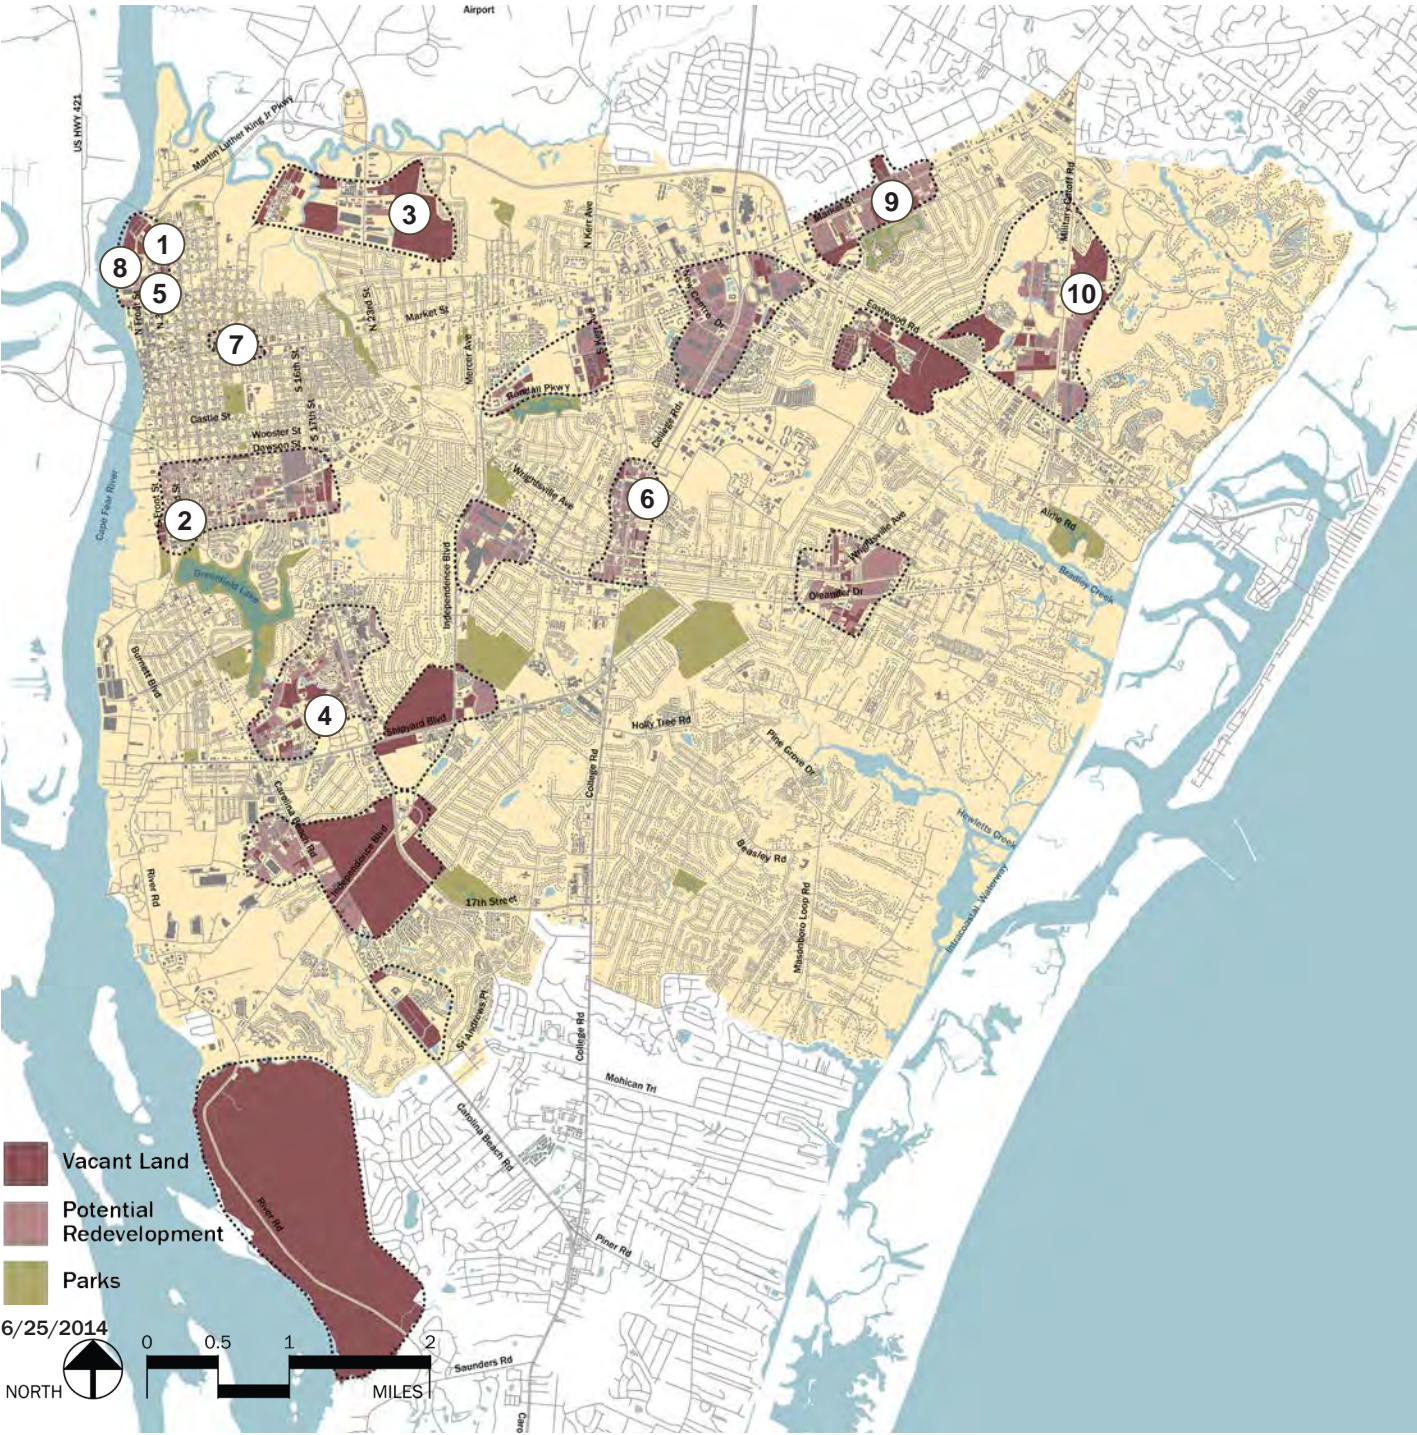 Airport
US HWY 421
Martin Luther King Jr Pkwy
Military Cutoff Rd
3
9
Market St
N Kerr Ave
1
8
5
10
N Front St
N 23rd St
Market St
Eastwood Rd
7
S 16th St
Mercer Ave
Randall Pkwy
Castle St
Wooster St
Dawson St
S 17th St
College Rd
Cape Fear River
S Front St
2
Wrightsville Ave
6
Wrightsville Ave
Airlie Rd
Independence Blvd
Greenfield Lake
Bradley Creek
Oleander Dr
Burnett Blvd
4
Shipyard Blvd
Holly Tree Rd
Pine Grove Dr
College Rd
Carolina Beach Rd
Independence Blvd
Hewletts Creek
Beasley Rd
River Rd
17th Street
Masonboro Loop Rd
Intracoastal Waterway
St Andrews Pl
College Rd
Mohican Trl
Carolina Beach Rd
Vacant Land
Potential
Redevelopment
River Rd
Piner Rd
Parks
6/25/2014
0 0.5 1 2
Saunders Rd
NORTH
MILES